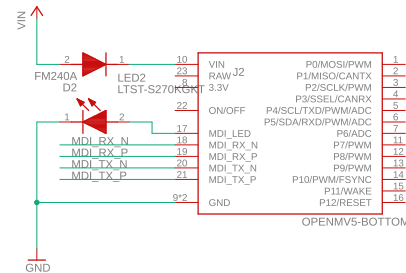 VIN
2 1 10 VIN J2 P0/MOSI/PWM 1
23 RAW P1/MISO/CANTX 2
FM240A LED2 8 3.3V P2/SCLK/PWM 3
D2 LTST-S270KGKT P3/SSEL/CANRX 4
22 ON/OFF P4/SCL/TXD/PWM/ADC 5
1 2 P5/SDA/RXD/PWM/ADC 6
17 MDI_LED P6/ADC 7
MDI_RX_N 18 MDI_RX_N P7/PWM 11
MDI_RX_P 19 MDI_RX_P P8/PWM 12
MDI_TX_N 20 MDI_TX_N P9/PWM 13
MDI_TX_P 21 MDI_TX_P P10/PWM/FSYNC 14
P11/WAKE 15
9*2 GND P12/RESET 16
OPENMV5-BOTTOM
GND